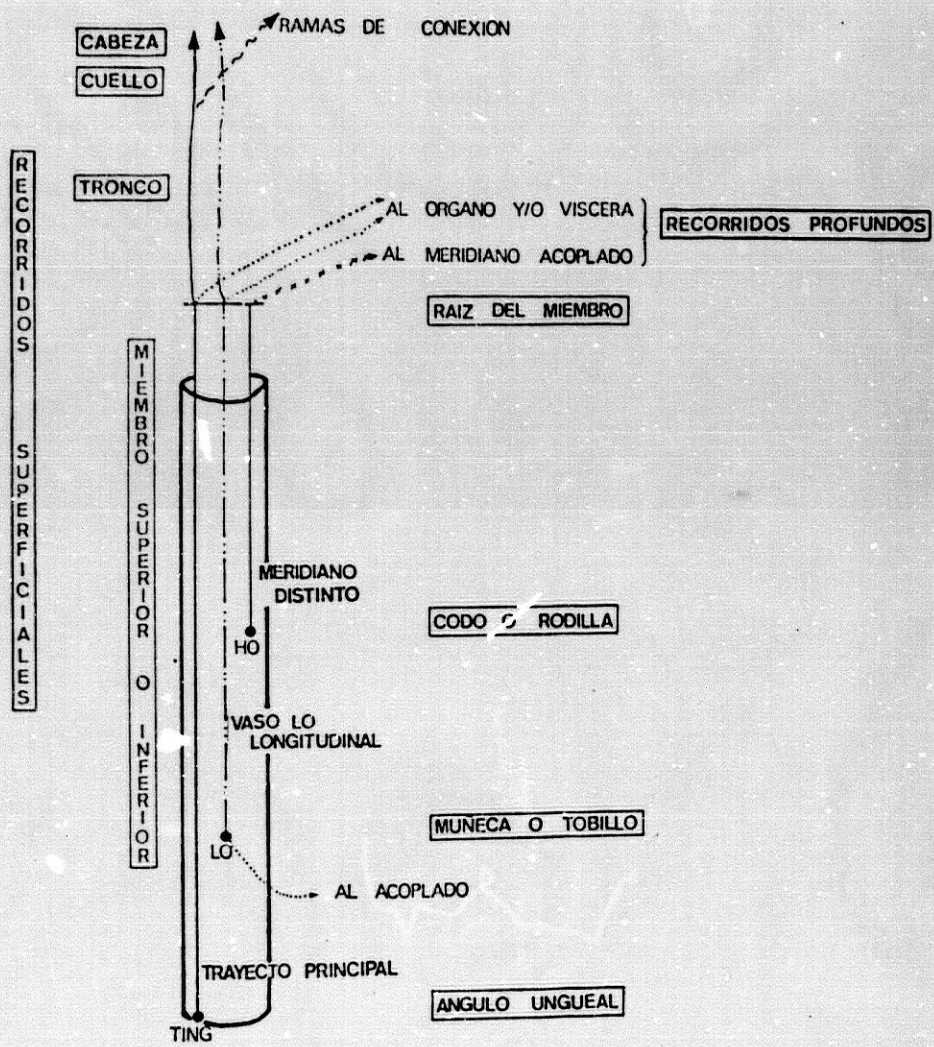 RAMAS DE CONEXION
CABEZA
CUELLO
TRONCO
AL ORGANO Y/O VISCERA
AL MERIDIANO ACOPLADO
RECORRIDOS PROFUNDOS
RAIZ DEL MIEMBRO
RECORRIDOS SUPERFICIALES
MIEMBRO SUPERIOR O INFERIOR
MERIDIANO
DISTINTO
HO
CODO O RODILLA
VASO LO
LONGITUDINAL
LO
MUÑECA O TOBILLO
AL ACOPLADO
TRAYECTO PRINCIPAL
ANGULO UNGUEAL
TING